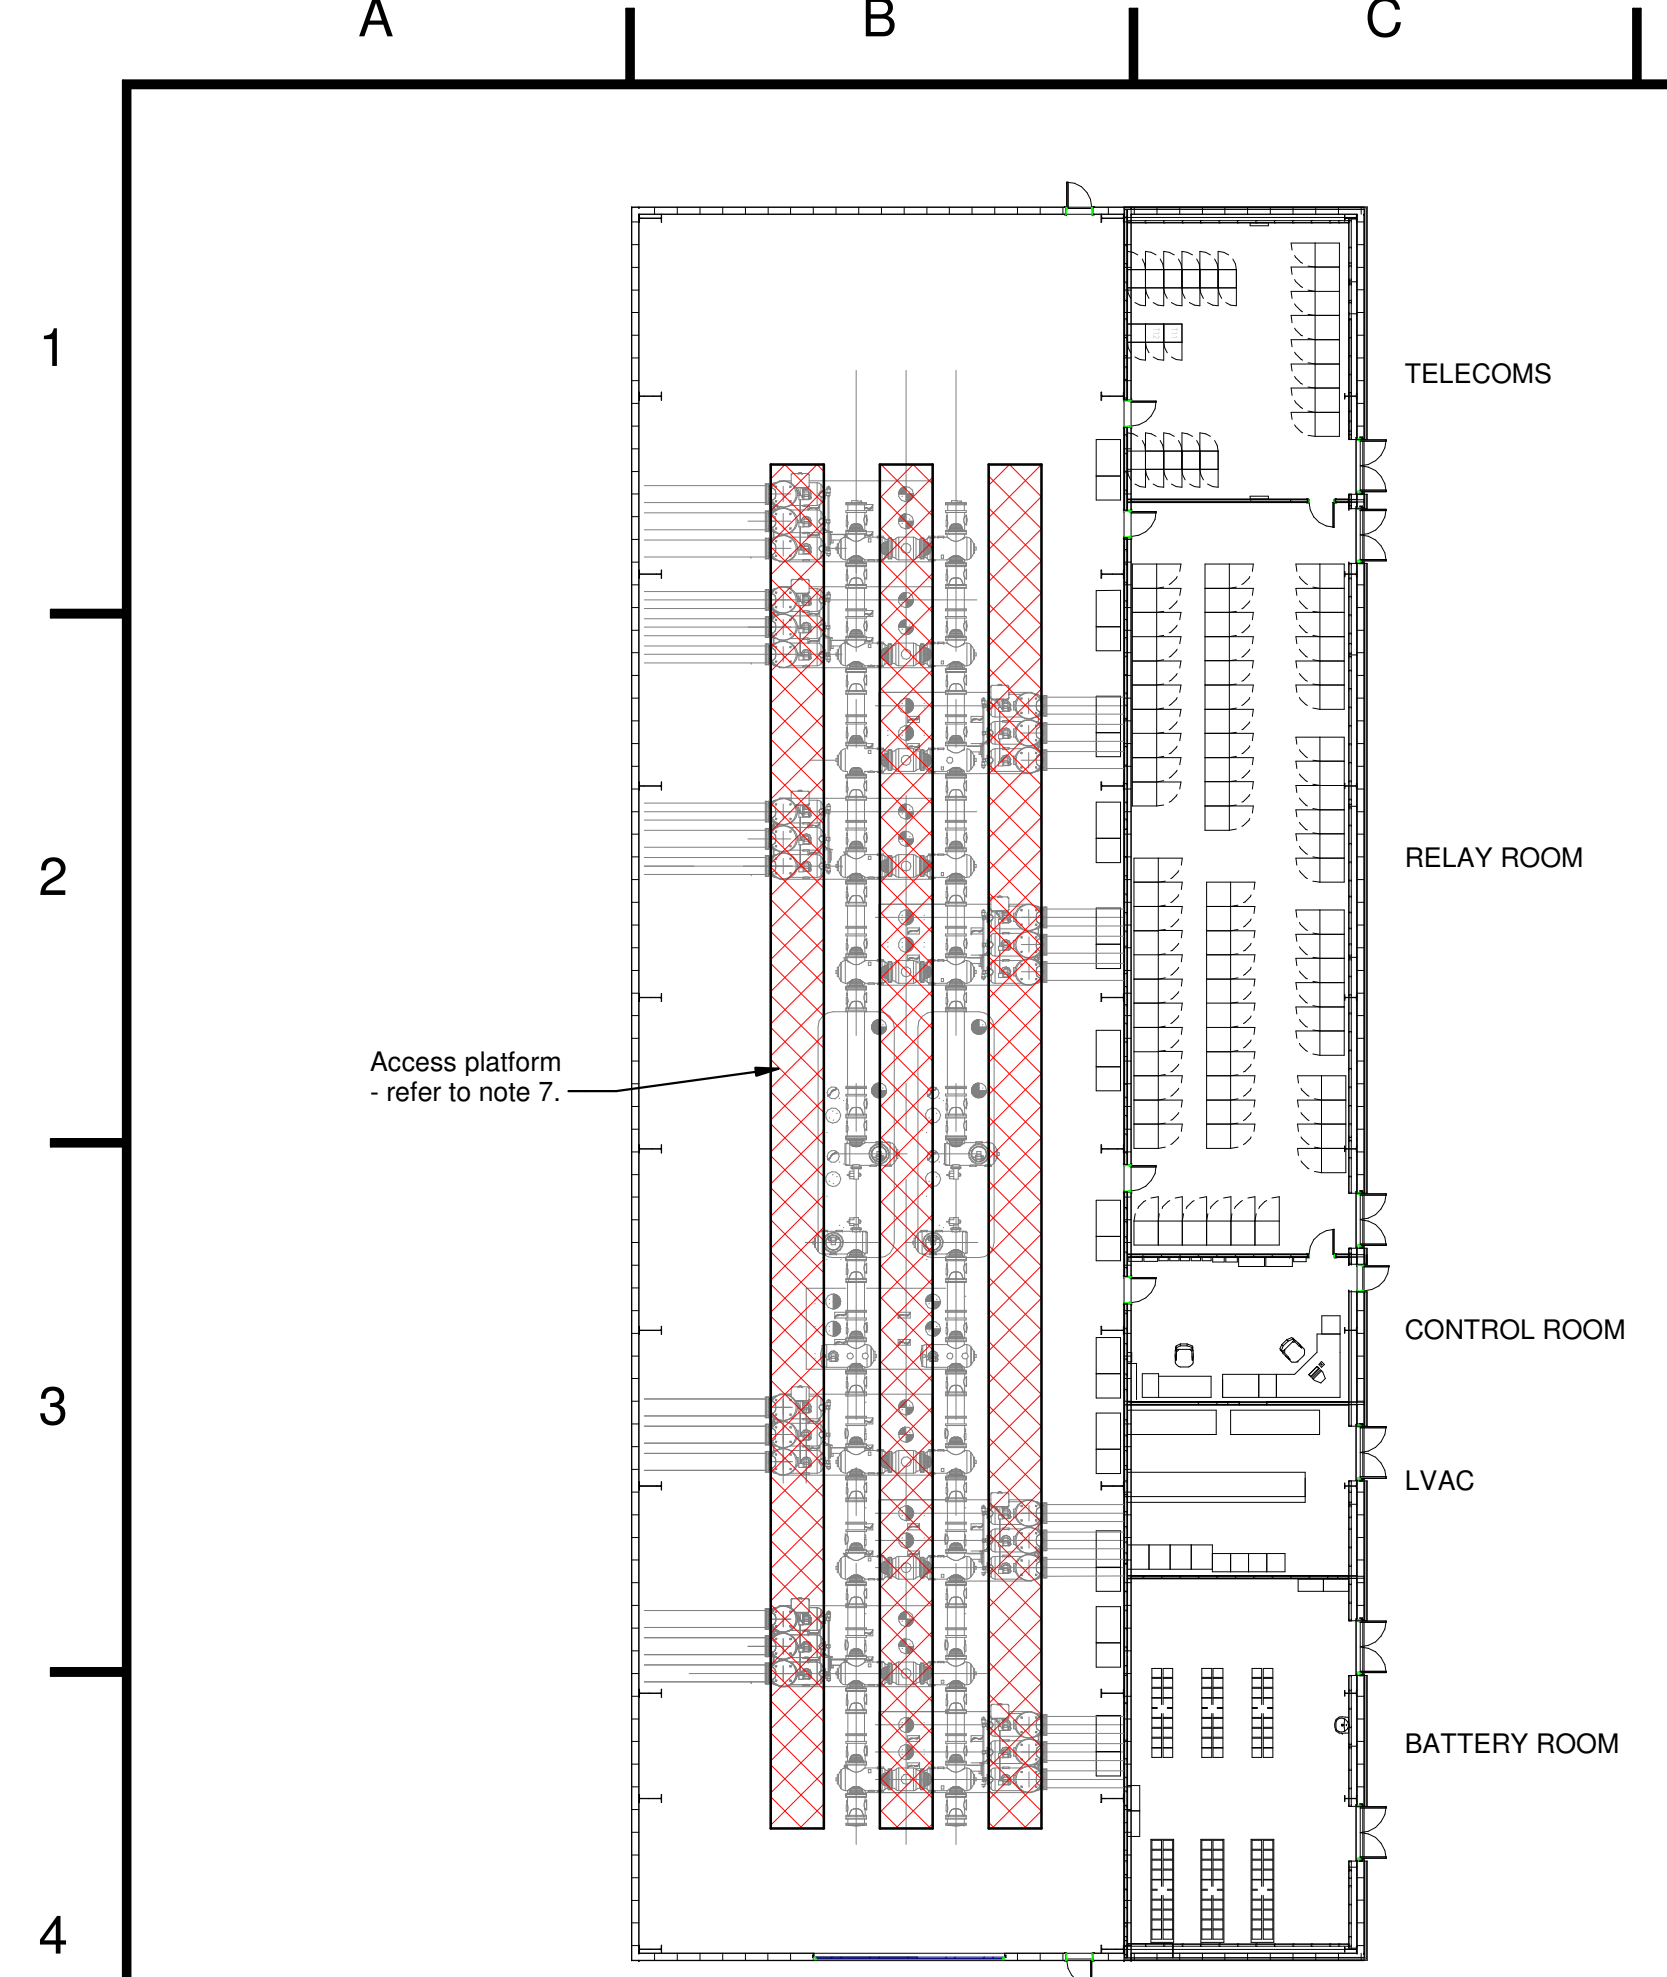 A
B
C
1
TELECOMS
2
RELAY ROOM
Access platform
- refer to note 7.
3
CONTROL ROOM
LVAC
BATTERY ROOM
4